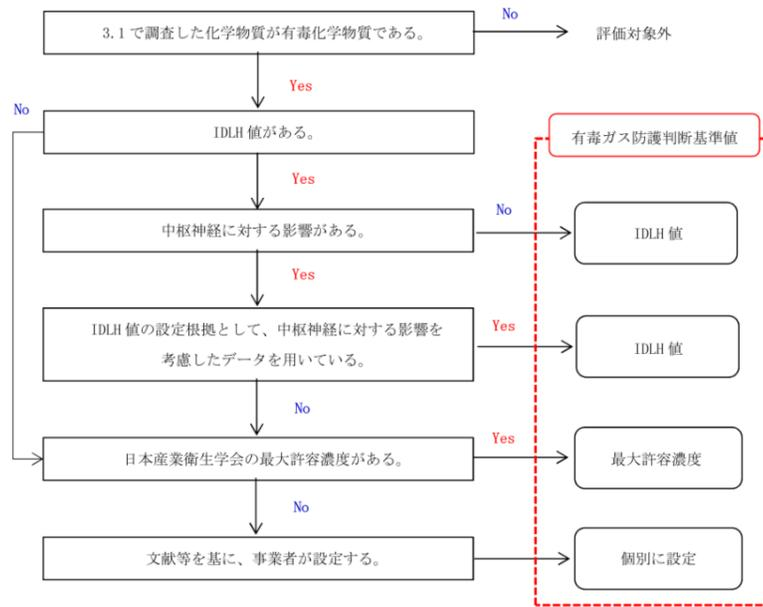 3.1で調査した化学物質が有毒化学物質である。
No
評価対象外
Yes
No
IDLH値がある。
有毒ガス防護判断基準値
Yes
中枢神経に対する影響がある。
No
IDLH値
Yes
IDLH値の設定根拠として、中枢神経に対する影響を
考慮したデータを用いている。
Yes
IDLH値
No
日本産業衛生学会の最大許容濃度がある。
Yes
最大許容濃度
No
文献等を基に、事業者が設定する。
個別に設定